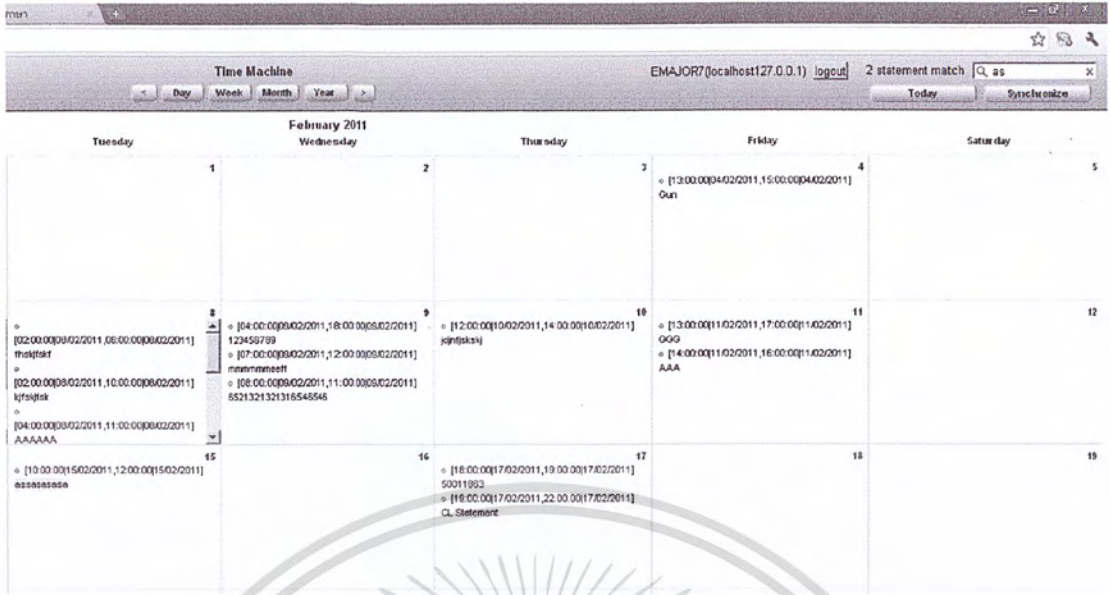 Time Machine
EMAJOR7(localhost127.0.0.1) logout 2 statement match as x
< Day Week Month Year > Today Synchronize
February 2011
Tuesday Wednesday Thursday Friday Saturday
1 2 3 4 5
[13:00:00|04/02/2011,15:00:00|04/02/2011]
Gun
8 9 10 11 12
[02:00:00|08/02/2011,08:00:00|08/02/2011]
[02:00:00|08/02/2011,10:00:00|08/02/2011]
kjfskjfsk
[04:00:00|08/02/2011,11:00:00|08/02/2011]
AAAAAA
[04:00:00|09/02/2011,18:00:00|09/02/2011]
123456789
[07:00:00|09/02/2011,12:00:00|09/02/2011]
mmmmmmeeff
[08:00:00|09/02/2011,11:00:00|09/02/2011]
[12:00:00|10/02/2011,14:00:00|10/02/2011]
[13:00:00|11/02/2011,17:00:00|11/02/2011]
GGG
[14:00:00|11/02/2011,16:00:00|11/02/2011]
AAA
15 16 17 18 19
[10:00:00|15/02/2011,12:00:00|15/02/2011]
[18:00:00|17/02/2011,19:00:00|17/02/2011]
50011863
[19:00:00|17/02/2011,22:00:00|17/02/2011]
CL Statement